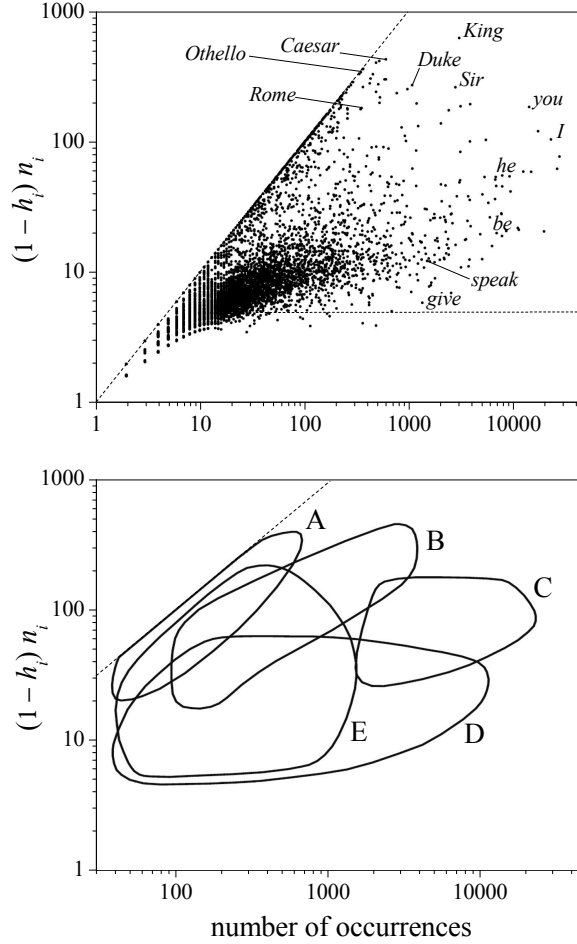 1000
King
Caesar
Othello
Duke
Sir
Rome
you
100
I
(1 − h_i) n_i
he
be
10
speak
give
1
1 10 100 1000 10000
1000
A
B
C
100
(1 − h_i) n_i
E
D
10
1
100 1000 10000
number of occurrences